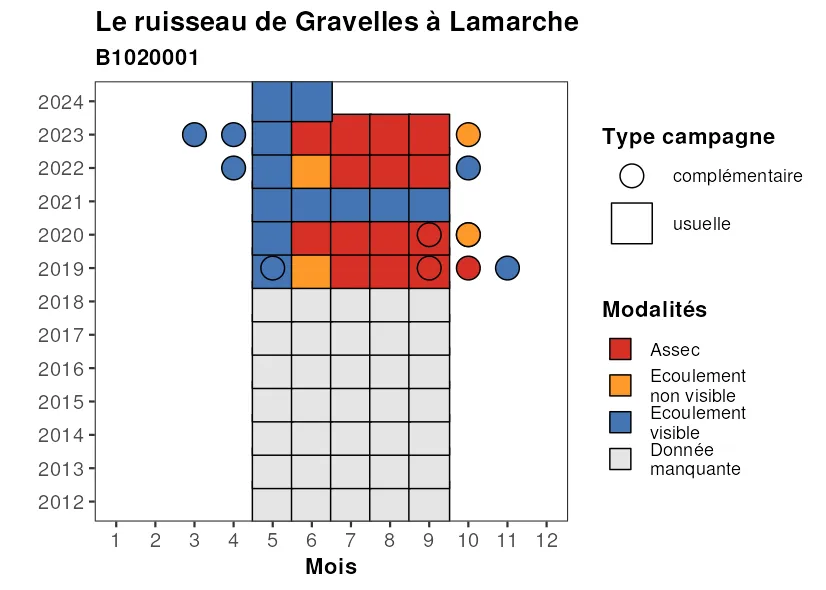 Le ruisseau de Gravelles à Lamarche
B1020001
2024
2023
2022
2021
2020
2019
2018
2017
2016
2015
2014
2013
2012
1 2 3 4 5 6 7 8 9 10 11 12
Mois
Type campagne
complémentaire
usuelle
Modalités
Assec
Ecoulement
non visible
Ecoulement
visible
Donnée
manquante